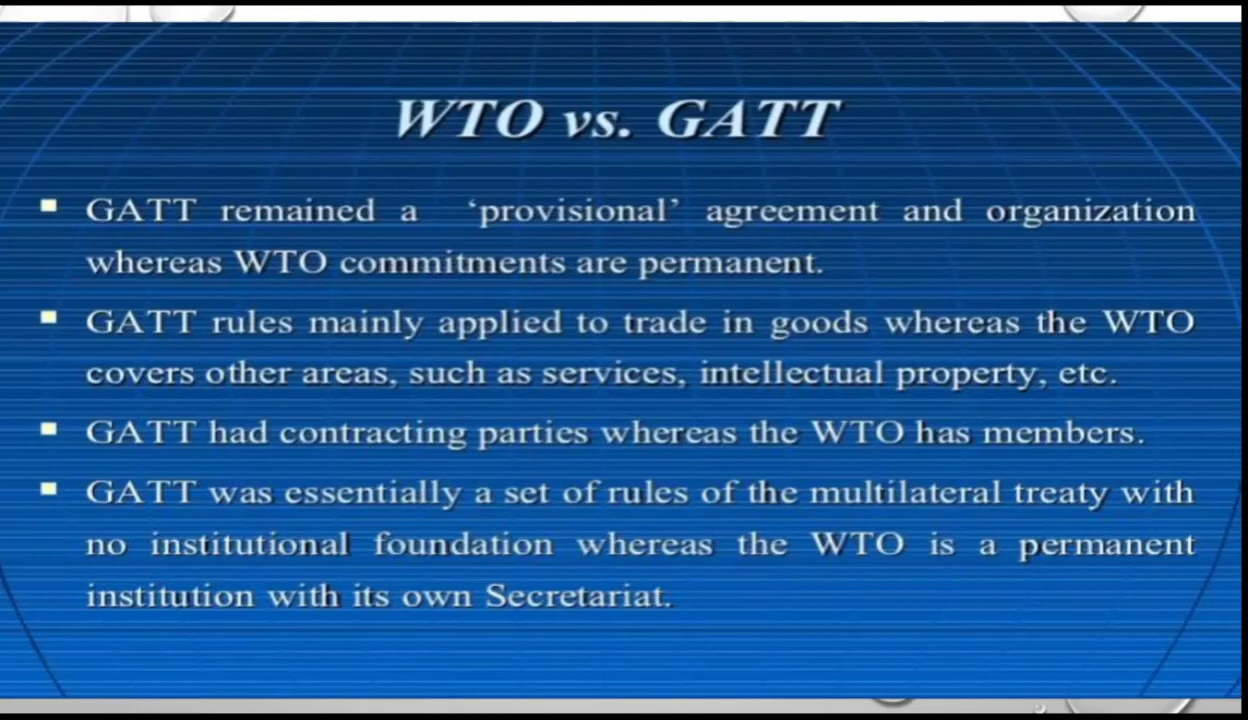 WTO vs. GATT
GATT remained a ‘provisional’ agreement and organization
whereas WTO commitments are permanent.
GATT rules mainly applied to trade in goods whereas the WTO
covers other areas, such as services, intellectual property, etc.
GATT had contracting parties whereas the WTO has members.
GATT was essentially a set of rules of the multilateral treaty with
no institutional foundation whereas the WTO is a permanent
institution with its own Secretariat.